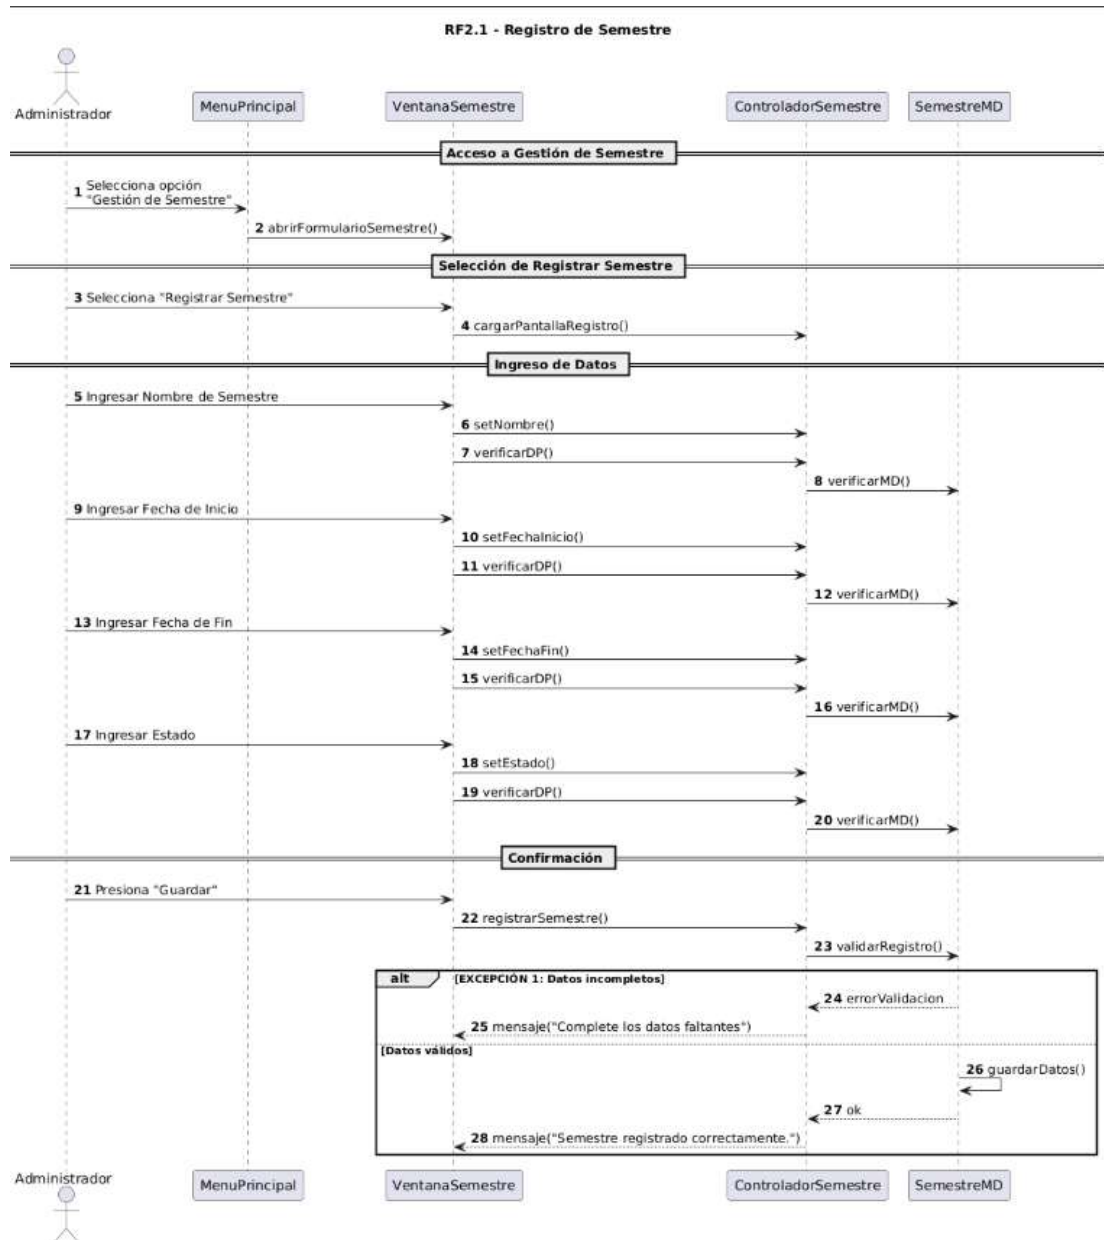 RF2.1 - Registro de Semestre
Administrador
MenuPrincipal
VentanaSemestre
ControladorSemestre
SemestreMD
Acceso a Gestión de Semestre
1 Selecciona opción
"Gestión de Semestre"
2 abrirFormularioSemestre()
Selección de Registrar Semestre
3 Selecciona "Registrar Semestre"
4 cargarPantallaRegistro()
Ingreso de Datos
5 Ingresar Nombre de Semestre
6 setNombre()
7 verificarDP()
8 verificarMD()
9 Ingresar Fecha de Inicio
10 setFechaInicio()
11 verificarDP()
12 verificarMD()
13 Ingresar Fecha de Fin
14 setFechaFin()
15 verificarDP()
16 verificarMD()
17 Ingresar Estado
18 setEstado()
19 verificarDP()
20 verificarMD()
Confirmación
21 Presiona "Guardar"
22 registrarSemestre()
23 validarRegistro()
alt [EXCEPCIÓN 1: Datos incompletos]
24 errorValidacion
25 mensaje("Complete los datos faltantes")
[Datos válidos]
26 guardarDatos()
27 ok
28 mensaje("Semestre registrado correctamente.")
Administrador
MenuPrincipal
VentanaSemestre
ControladorSemestre
SemestreMD